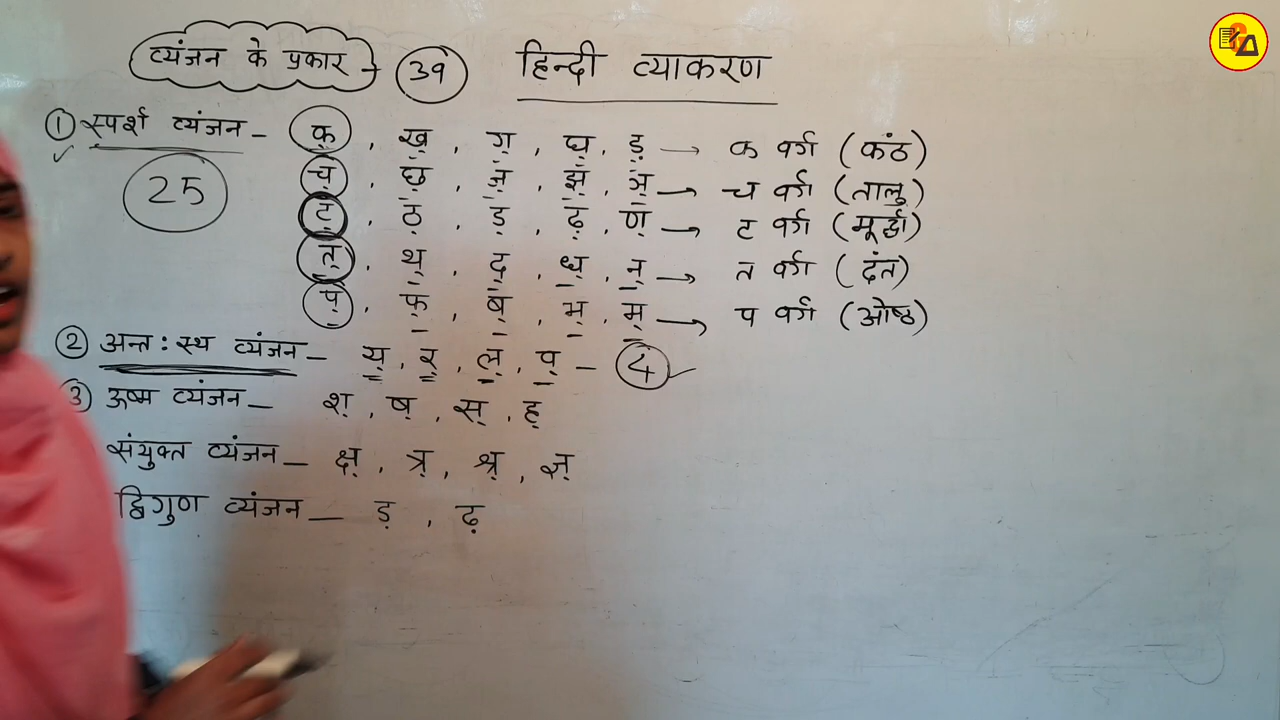 व्यंजन के प्रकार - 39 हिन्दी व्याकरण
① स्पर्श व्यंजन - क्, ख्, ग्, घ्, ड़् → क वर्ग (कंठ)
25 च्, छ्, ज्, झ्, ञ् → च वर्ग (तालु)
ट्, ठ्, ड्, ढ्, ण् → ट वर्ग (मूर्द्धा)
त्, थ्, द्, ध्, न् → त वर्ग (दंत)
प्, फ्, ब्, भ्, म् → प वर्ग (ओष्ठ)
② अन्त: स्थ व्यंजन - य्, र्, ल्, व् - 4
③ ऊष्म व्यंजन - श्, ष्, स्, ह्
संयुक्त व्यंजन - क्ष्, त्र्, श्र्, ज्ञ्
द्विगुण व्यंजन - ड़, ढ़